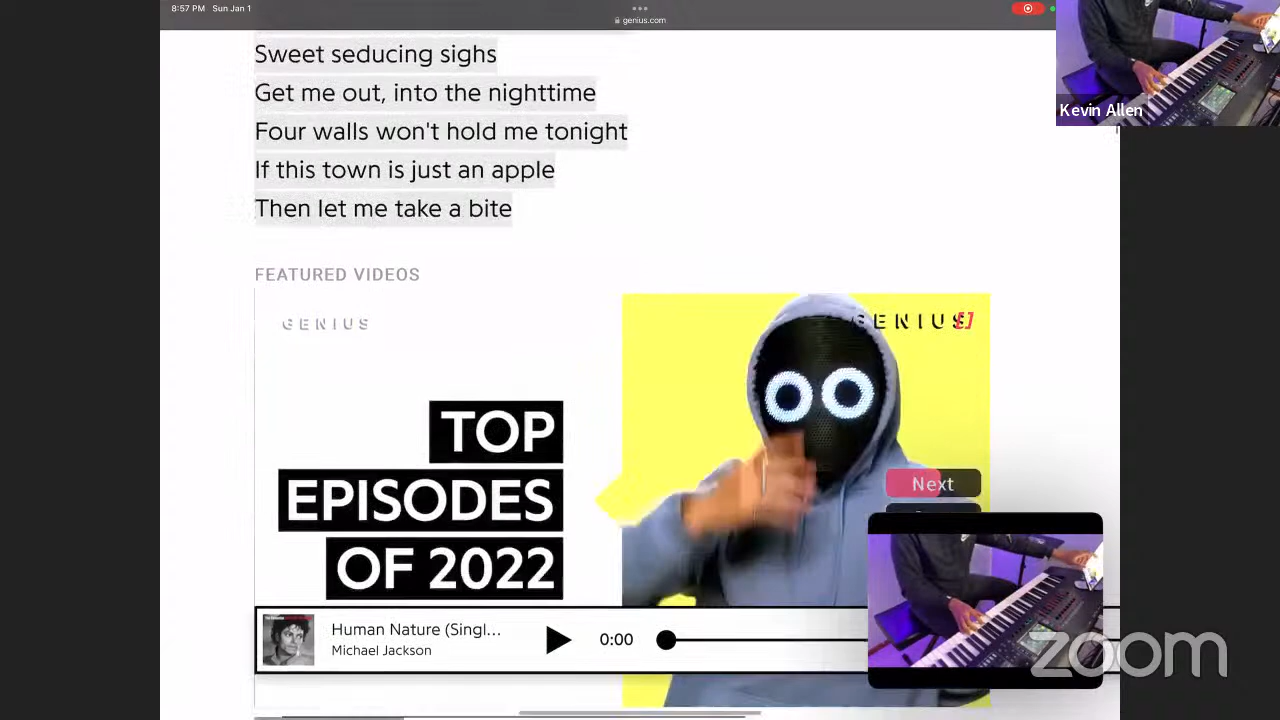 8:57 PM Sun Jan 1
genius.com
Kevin Allen
Sweet seducing sighs
Get me out, into the nighttime
Four walls won't hold me tonight
If this town is just an apple
Then let me take a bite
FEATURED VIDEOS
GENIUS
GENIUS
TOP
EPISODES
OF 2022
Next
Human Nature (Singl...
Michael Jackson
0:00
zoom